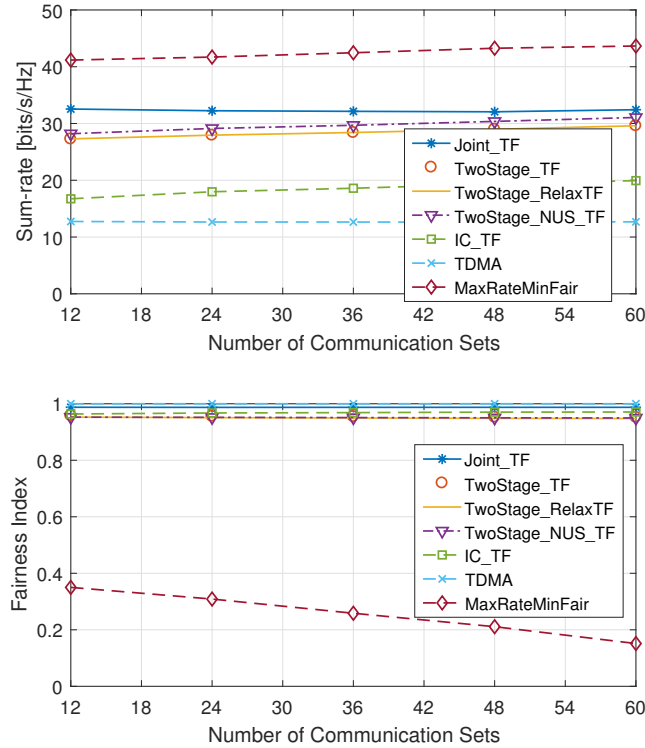 50
40
30
20
10
0
Sum-rate [bits/s/Hz]
12 18 24 30 36 42 48 54 60
Number of Communication Sets
Joint_TF
TwoStage_TF
TwoStage_RelaxTF
TwoStage_NUS_TF
IC_TF
TDMA
MaxRateMinFair
1
0.8
0.6
0.4
0.2
0
Fairness Index
12 18 24 30 36 42 48 54 60
Number of Communication Sets
Joint_TF
TwoStage_TF
TwoStage_RelaxTF
TwoStage_NUS_TF
IC_TF
TDMA
MaxRateMinFair